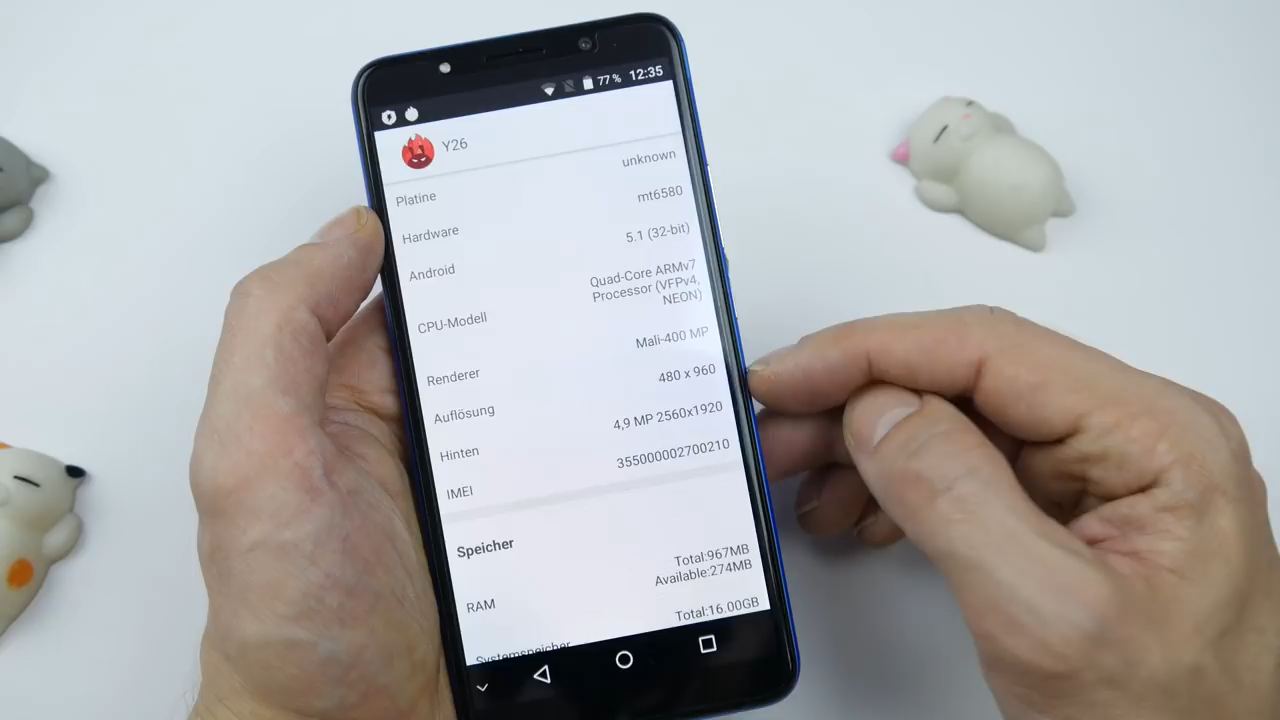 77 % 12:35
Y26
Platine unknown
Hardware mt6580
Android 5.1 (32-bit)
CPU-Modell Quad-Core ARMv7
Processor (VFPv4,
NEON)
Renderer Mali-400 MP
Auflösung 480 x 960
Hinten 4,9 MP 2560x1920
IMEI 355000002700210
Speicher
RAM Total:967MB
Available:274MB
Systemspeicher Total:16.00GB